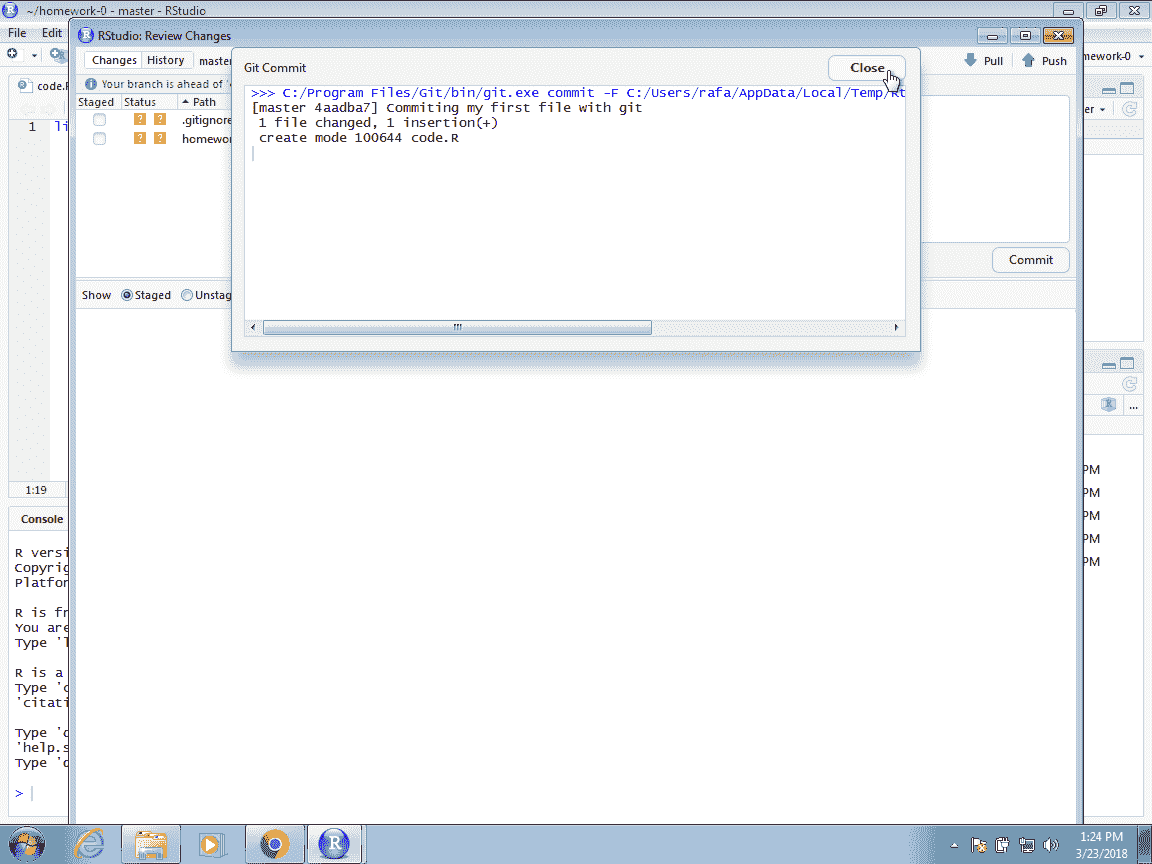 ~/homework-0 - master - RStudio
File Edit
RStudio: Review Changes
Changes History master
Pull Push
mework-0
Git Commit
Close
code.R
Your branch is ahead of '
Staged Status Path
.gitignore
homewor
>>> C:/Program Files/Git/bin/git.exe commit -F C:/Users/rafa/AppData/Local/Temp/Rt
[master 4aadba7] Commiting my first file with git
1 file changed, 1 insertion(+)
create mode 100644 code.R
er
1 li
Commit
Show Staged Unstag
...
1:19
PM
PM
PM
PM
PM
Console
R versi
Copyrig
Platfor
R is fr
You are
Type 'l
R is a
Type 'c
'citati
Type 'd
'help.s
Type 'q
>
1:24 PM
3/23/2018